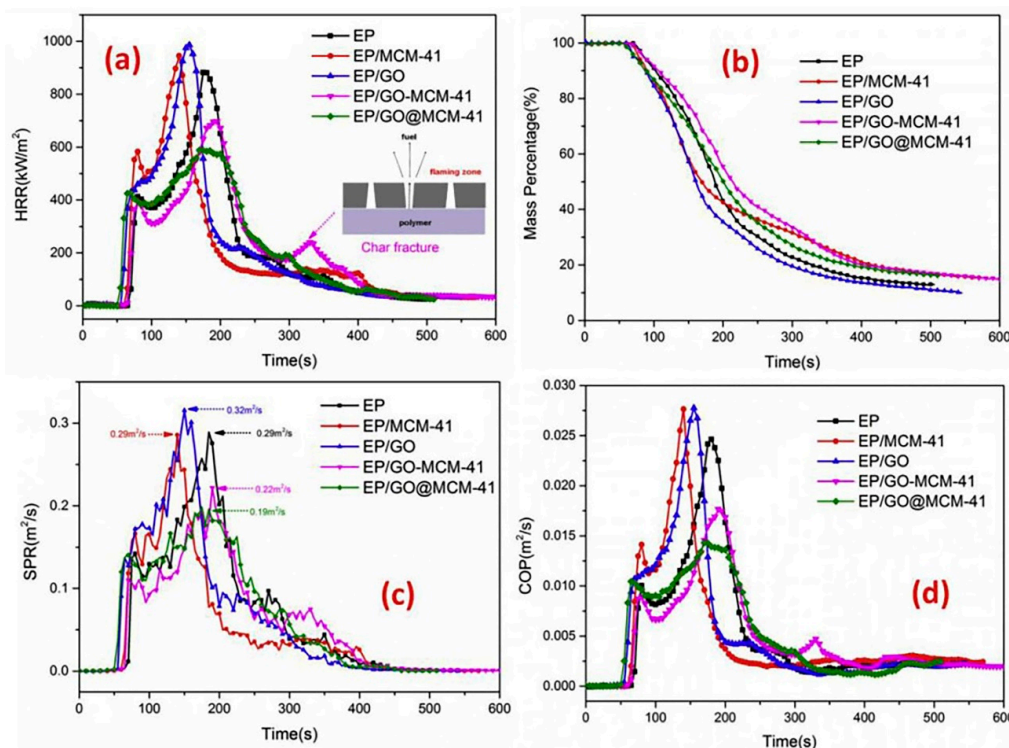 (a)
EP
EP/MCM-41
EP/GO
EP/GO-MCM-41
EP/GO@MCM-41
fuel
flaming zone
polymer
Char fracture
HRR(kW/m²)
1000
800
600
400
200
0
0 100 200 300 400 500 600
Time(s)
(b)
EP
EP/MCM-41
EP/GO
EP/GO-MCM-41
EP/GO@MCM-41
Mass Percentage(%)
100
80
60
40
20
0
0 100 200 300 400 500 600
Time(s)
(c)
EP
EP/MCM-41
EP/GO
EP/GO-MCM-41
EP/GO@MCM-41
0.32m²/s
0.29m²/s
0.29m²/s
0.22m²/s
0.19m²/s
SPR(m²/s)
0.3
0.2
0.1
0.0
0 100 200 300 400 500 600
Time(s)
(d)
EP
EP/MCM-41
EP/GO
EP/GO-MCM-41
EP/GO@MCM-41
COP(m²/s)
0.030
0.025
0.020
0.015
0.010
0.005
0.000
0 100 200 300 400 500 600
Time(s)